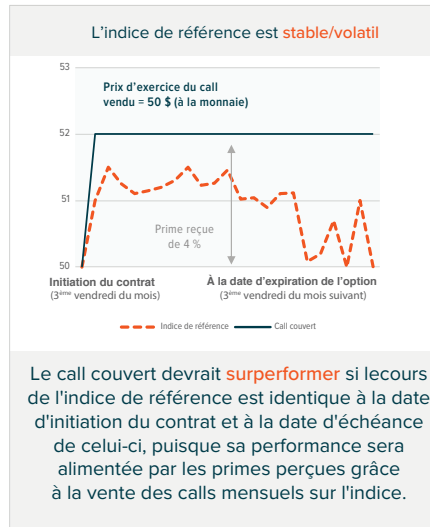 L'indice de référence est stable/volatil
53
Prix d'exercice du call
vendu = 50 $ (à la monnaie)
52
51
Prime reçue
de 4 %
50
Initiation du contrat
(3ème vendredi du mois)
À la date d'expiration de l'option
(3ème vendredi du mois suivant)
Indice de référence
Call couvert
Le call couvert devrait surperformer si lecours
de l'indice de référence est identique à la date
d'initiation du contrat et à la date d'échéance
de celui-ci, puisque sa performance sera
alimentée par les primes perçues grâce
à la vente des calls mensuels sur l'indice.